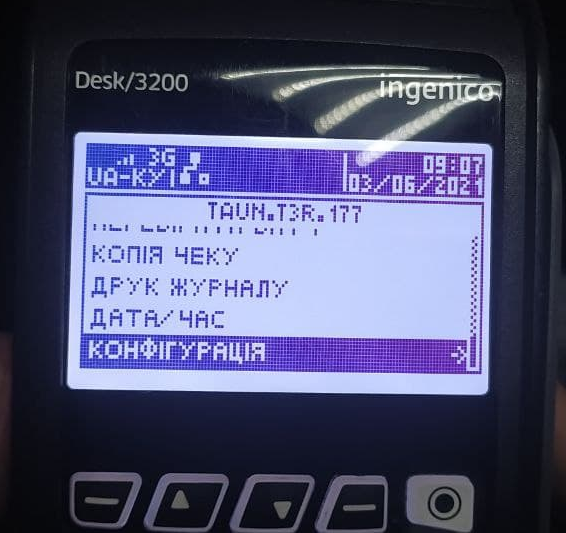 Desk/3200
ingenico
3G
09:07
UA-KYI
03/06/2021
TAUN.T3R.177
КОПІЯ ЧЕКУ
ДРУК ЖУРНАЛУ
ДАТА/ЧАС
КОНФІГУРАЦІЯ